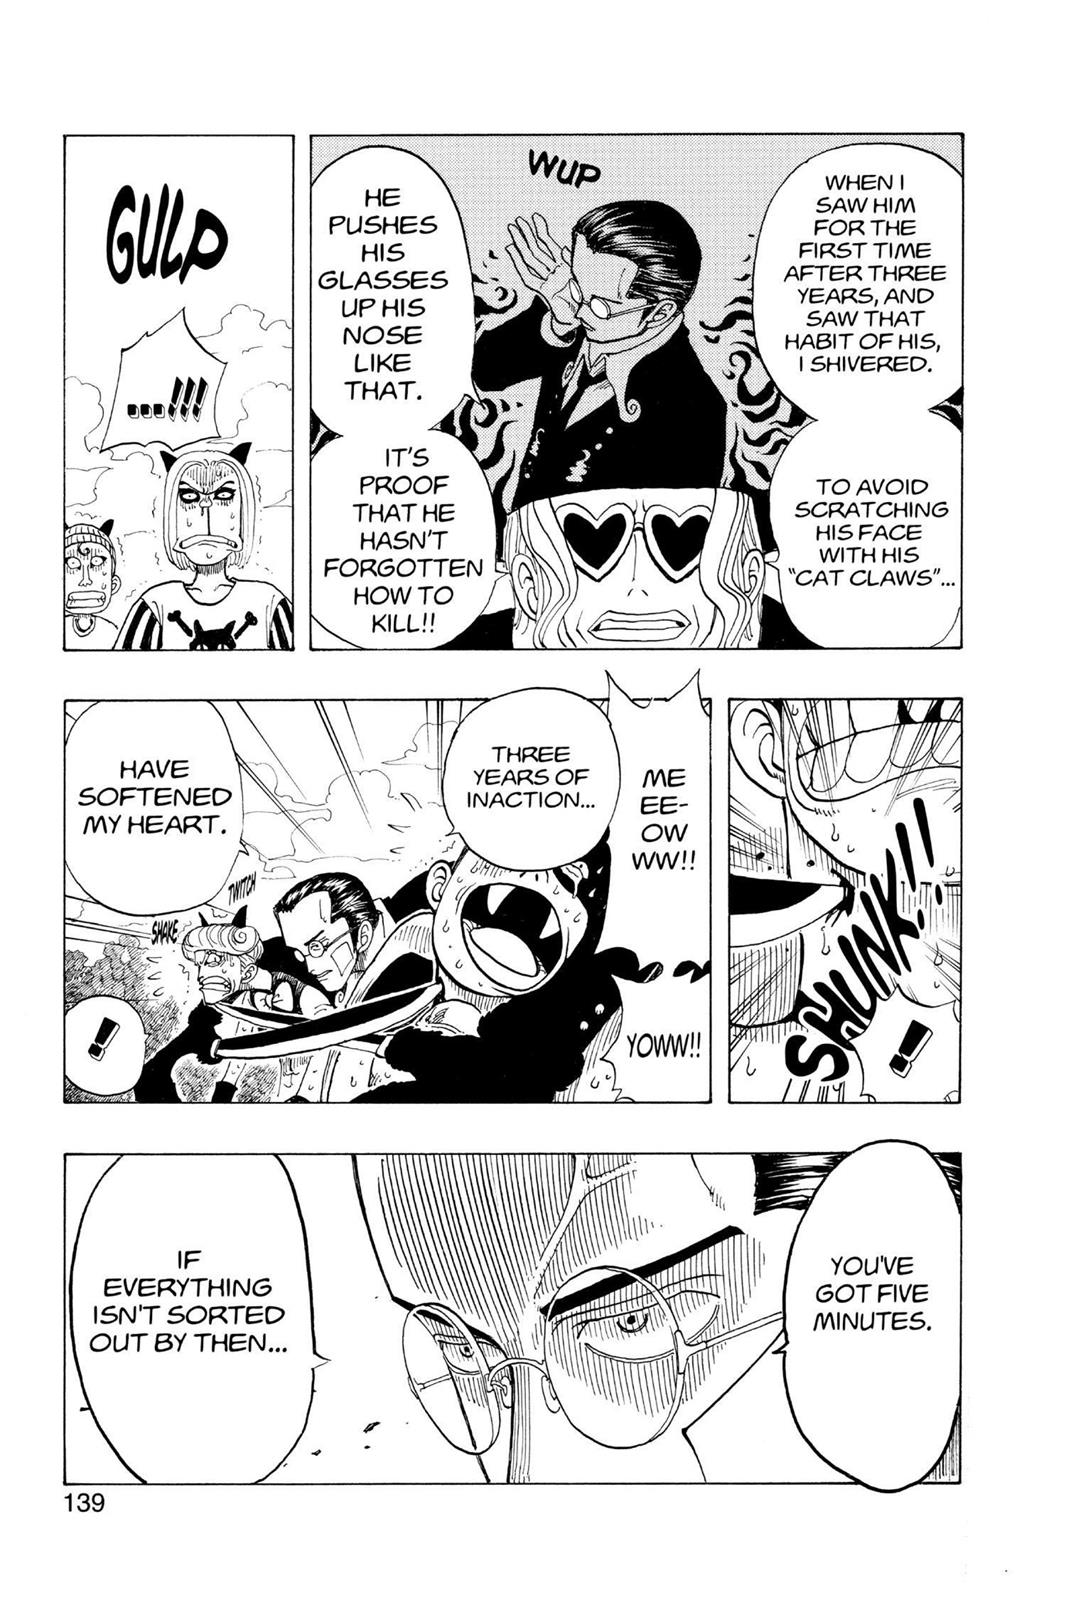 WHEN I
SAW HIM
FOR THE
FIRST TIME
AFTER THREE
YEARS, AND
SAW THAT
HABIT OF HIS,
I SHIVERED.
TO AVOID
SCRATCHING
HIS FACE
WITH HIS
“CAT CLAWS”...
WUP
HE
PUSHES
HIS
GLASSES
UP HIS
NOSE
LIKE
THAT.
IT'S
PROOF
THAT HE
HASN'T
FORGOTTEN
HOW TO
KILL!!
GULP
...!!!
SHUNK!!
!
ME
EE-
OW
WW!!
YOWW!!
THREE
YEARS OF
INACTION...
HAVE
SOFTENED
MY HEART.
TWITCH
SHAKE
!
YOU'VE
GOT FIVE
MINUTES.
IF
EVERYTHING
ISN'T SORTED
OUT BY THEN...
139